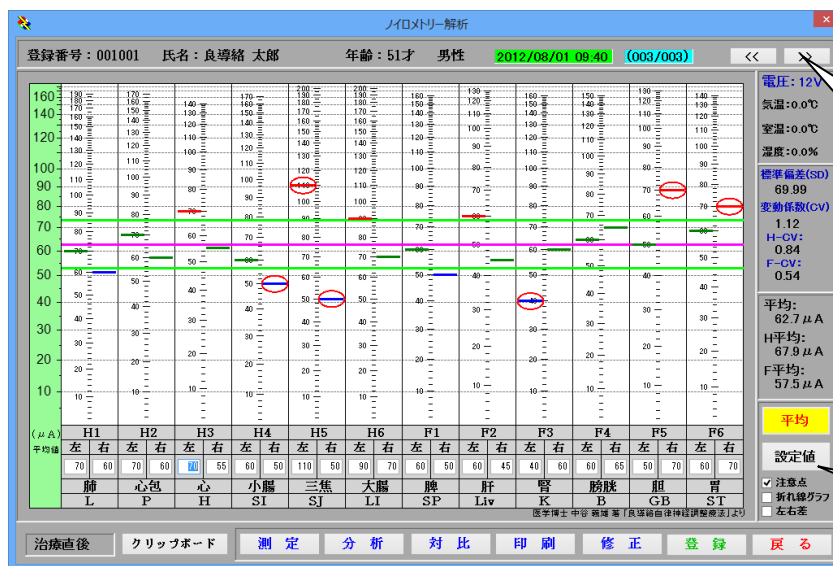 ノイロメトリー解析
登録番号：001001 氏名：良導絡 太郎 年齢：51才 男性 2012/08/01 09:40 (003/003) << >>
電圧：12V
気温：0.0℃
室温：0.0℃
湿度：0.0%
標準偏差(SD)
69.99
変動係数(CV)
1.12
H-CV：
0.84
F-CV：
0.54
平均：
62.7μA
H平均：
67.9μA
F平均：
57.5μA
平均
設定値
注意点
折れ線グラフ
左右差
160
140
120
100
90
80
70
60
50
40
30
20
10
(μA) H1 H2 H3 H4 H5 H6 F1 F2 F3 F4 F5 F6
平均値 左 右 左 右 左 右 左 右 左 右 左 右 左 右 左 右 左 右 左 右 左 右 左 右
70 60 70 60 70 55 60 50 110 50 90 70 60 50 60 45 40 60 60 65 50 70 60 70
肺 心包 心 小腸 三焦 大腸 脾 肝 腎 膀胱 胆 胃
L P H SI SJ LI SP Liv K B GB ST
医学博士 中谷 義雄 著「良導絡自律神経調整療法」より
治療直後 クリップボード 測 定 分 析 対 比 印 刷 修 正 登 録 戻 る